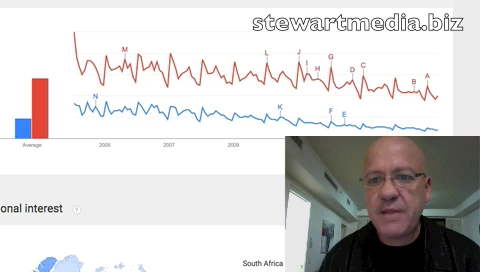 stewartmedia.biz
M
L
J
I
H
G
D
C
B
A
N
K
F
E
Average
2005
2007
2008
onal interest
?
South Africa